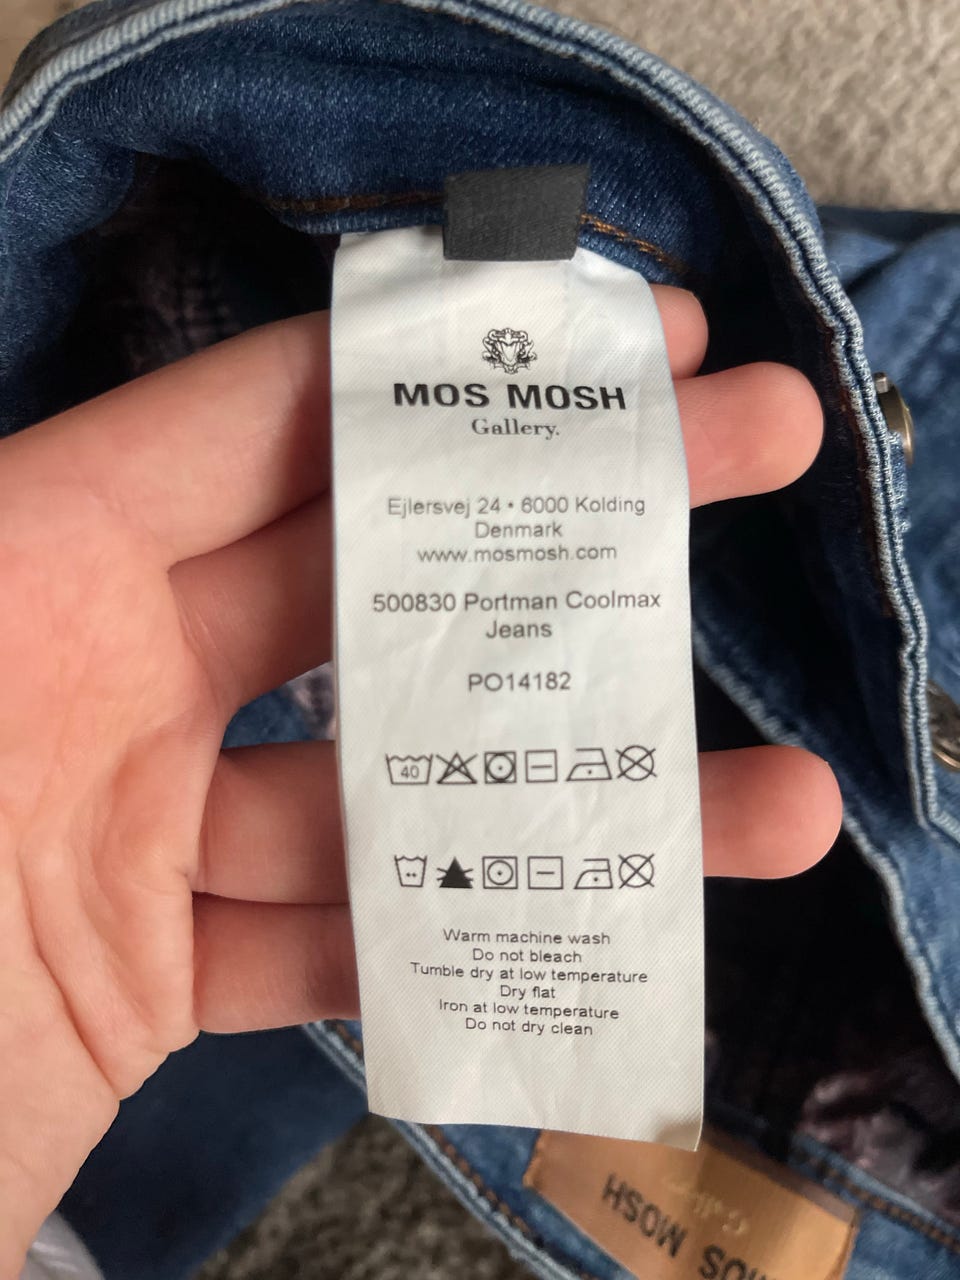 MOS MOSH
Gallery.
Ejlersvej 24 • 6000 Kolding
Denmark
www.mosmosh.com
500830 Portman Coolmax
Jeans
PO14182
40
Warm machine wash
Do not bleach
Tumble dry at low temperature
Dry flat
Iron at low temperature
Do not dry clean
MOS MOSH
Gallery